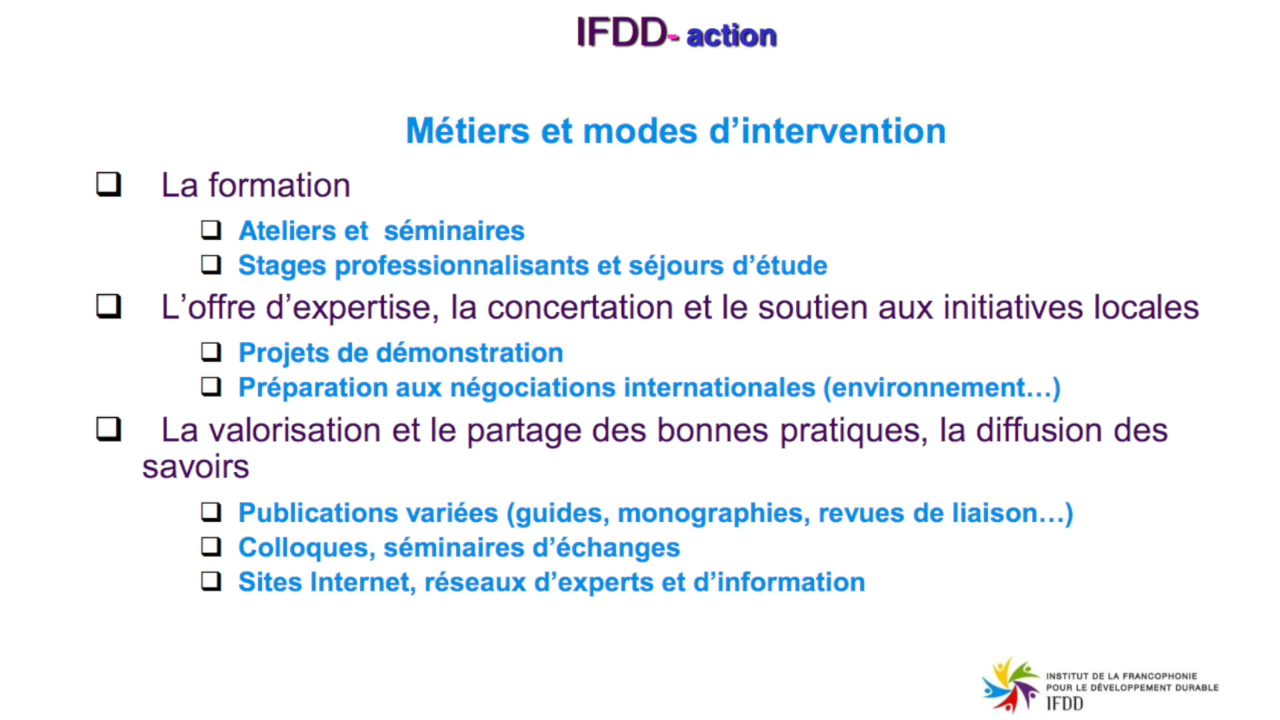 IFDD- action
Métiers et modes d’intervention
❑ La formation
❑ Ateliers et séminaires
❑ Stages professionnalisants et séjours d’étude
❑ L’offre d’expertise, la concertation et le soutien aux initiatives locales
❑ Projets de démonstration
❑ Préparation aux négociations internationales (environnement…)
❑ La valorisation et le partage des bonnes pratiques, la diffusion des
savoirs
❑ Publications variées (guides, monographies, revues de liaison…)
❑ Colloques, séminaires d’échanges
❑ Sites Internet, réseaux d’experts et d’information
INSTITUT DE LA FRANCOPHONIE
POUR LE DÉVELOPPEMENT DURABLE
IFDD